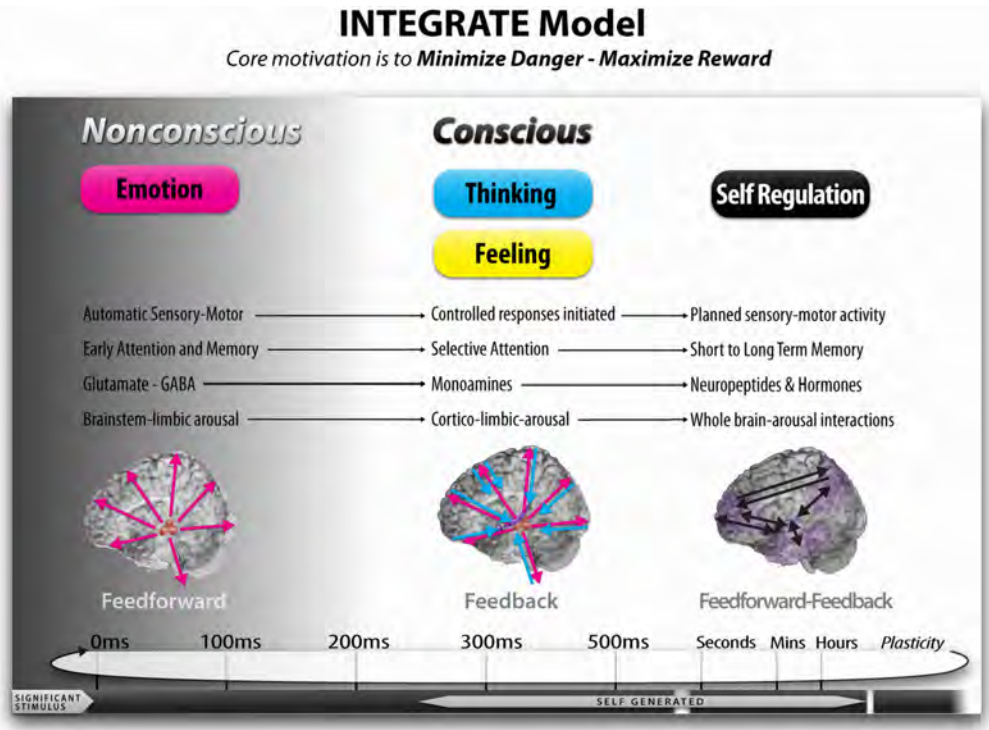 INTEGRATE Model
Core motivation is to Minimize Danger - Maximize Reward
Nonconscious
Conscious
Emotion
Thinking
Self Regulation
Feeling
Automatic Sensory-Motor
Controlled responses initiated
Planned sensory-motor activity
Early Attention and Memory
Selective Attention
Short to Long Term Memory
Glutamate - GABA
Monoamines
Neuropeptides & Hormones
Brainstem-limbic arousal
Cortico-limbic-arousal
Whole brain-arousal interactions
Feedforward
Feedback
Feedforward-Feedback
0ms
100ms
200ms
300ms
500ms
Seconds
Mins
Hours
Plasticity
SIGNIFICANT
STIMULUS
SELF GENERATED